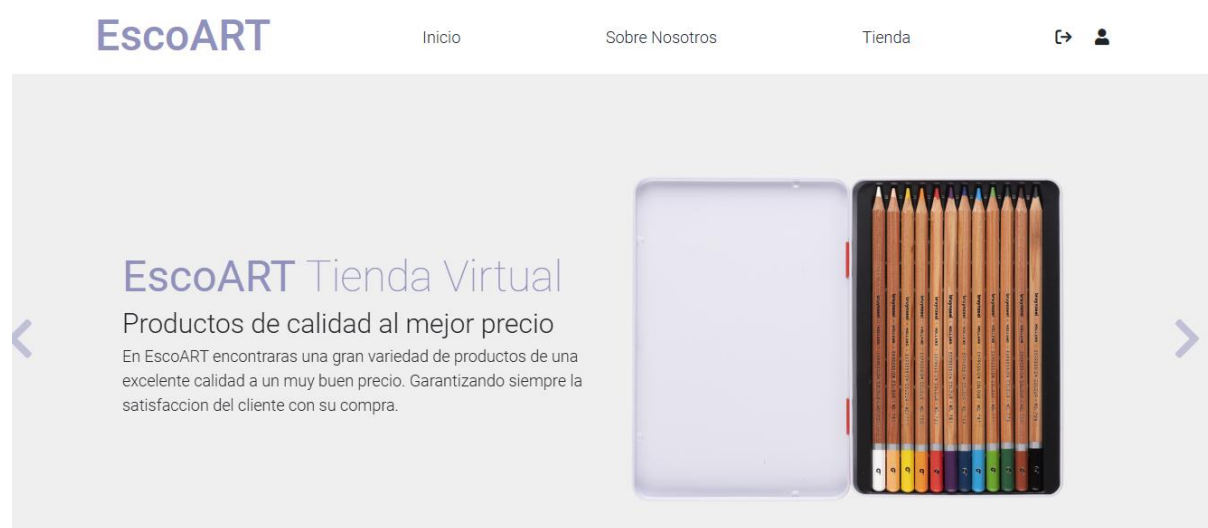 EscoART
Inicio
Sobre Nosotros
Tienda
EscoART Tienda Virtual
Productos de calidad al mejor precio
En EscoART encontraras una gran variedad de productos de una
excelente calidad a un muy buen precio. Garantizando siempre la
satisfaccion del cliente con su compra.